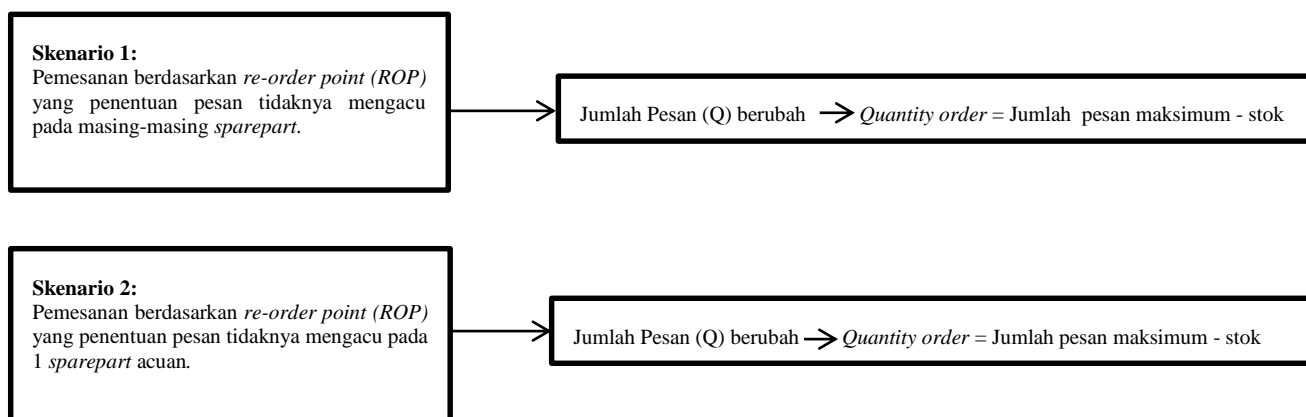 Skenario 1:
Pemesanan berdasarkan re-order point (ROP)
yang penentuan pesan tidaknya mengacu
pada masing-masing sparepart.
Jumlah Pesan (Q) berubah → Quantity order = Jumlah pesan maksimum - stok
Skenario 2:
Pemesanan berdasarkan re-order point (ROP)
yang penentuan pesan tidaknya mengacu pada
1 sparepart acuan.
Jumlah Pesan (Q) berubah → Quantity order = Jumlah pesan maksimum - stok